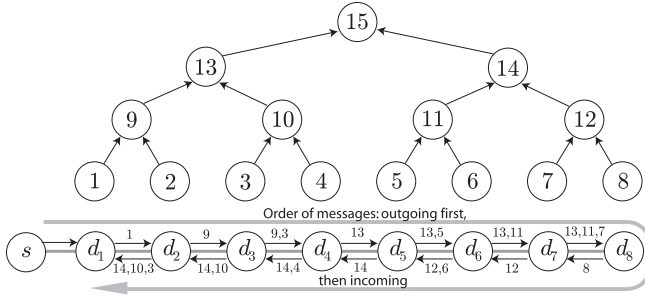 15
13 14
9 10 11 12
1 2 3 4 5 6 7 8
Order of messages: outgoing first,
1 9 9,3 13 13,5 13,11 13,11,7
s d1 d2 d3 d4 d5 d6 d7 d8
14,10,3 14,10 14,4 14 12,6 12 8
then incoming